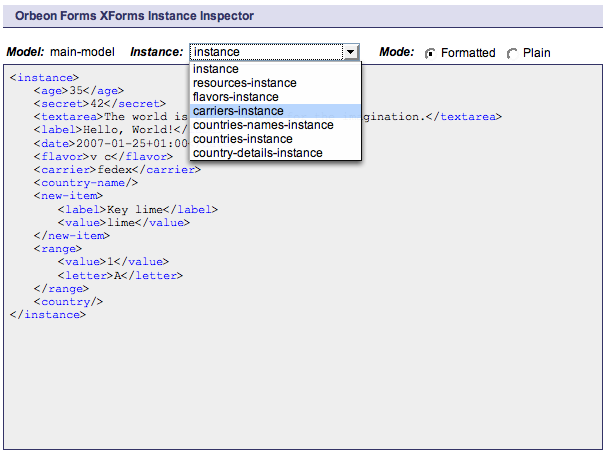 Orbeon Forms XForms Instance Inspector
Model: main-model Instance: instance Mode: Formatted Plain
instance
resources-instance
flavors-instance
carriers-instance
countries-names-instance
countries-instance
country-details-instance
<instance>
<age>35</age>
<secret>42</secret>
<textarea>The world is gination.</textarea>
<label>Hello, World!</
<date>2007-01-25+01:00
<flavor>v c</flavor>
<carrier>fedex</carrier>
<country-name/>
<new-item>
<label>Key lime</label>
<value>lime</value>
</new-item>
<range>
<value>1</value>
<letter>A</letter>
</range>
<country/>
</instance>